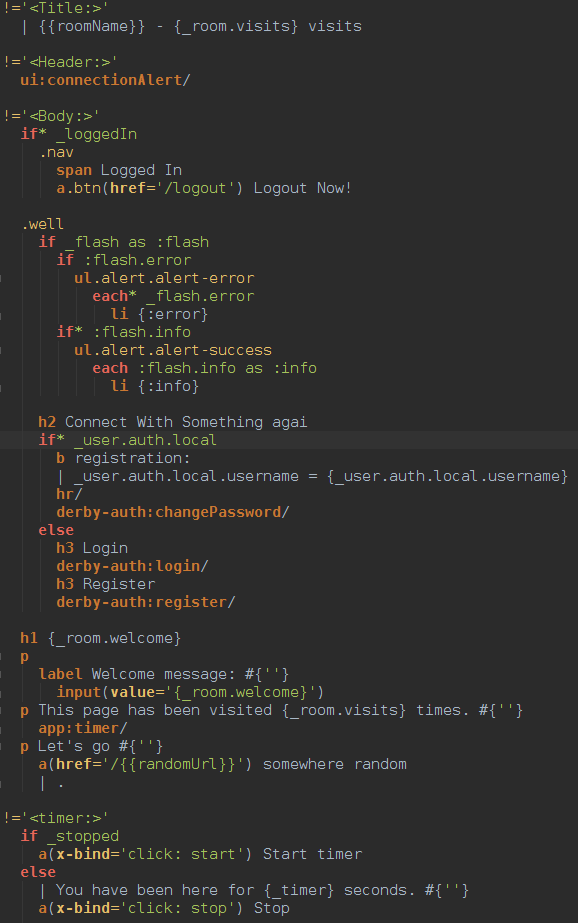 !='<Title:>'
| {{roomName}} - {_room.visits} visits
!='<Header:>'
ui:connectionAlert/
!='<Body:>'
if* _loggedIn
.nav
span Logged In
a.btn(href='/logout') Logout Now!
.well
if _flash as :flash
if :flash.error
ul.alert.alert-error
each* _flash.error
li {:error}
if* :flash.info
ul.alert.alert-success
each :flash.info as :info
li {:info}
h2 Connect With Something agai
if* _user.auth.local
b registration:
| _user.auth.local.username = {_user.auth.local.username}
hr/
derby-auth:changePassword/
else
h3 Login
derby-auth:login/
h3 Register
derby-auth:register/
h1 {_room.welcome}
p
label Welcome message: #{''}
input(value='{_room.welcome}')
p This page has been visited {_room.visits} times. #{''}
app:timer/
p Let's go #{''}
a(href='/{{randomUrl}}') somewhere random
| .
!='<timer:>'
if _stopped
a(x-bind='click: start') Start timer
else
| You have been here for {_timer} seconds. #{''}
a(x-bind='click: stop') Stop